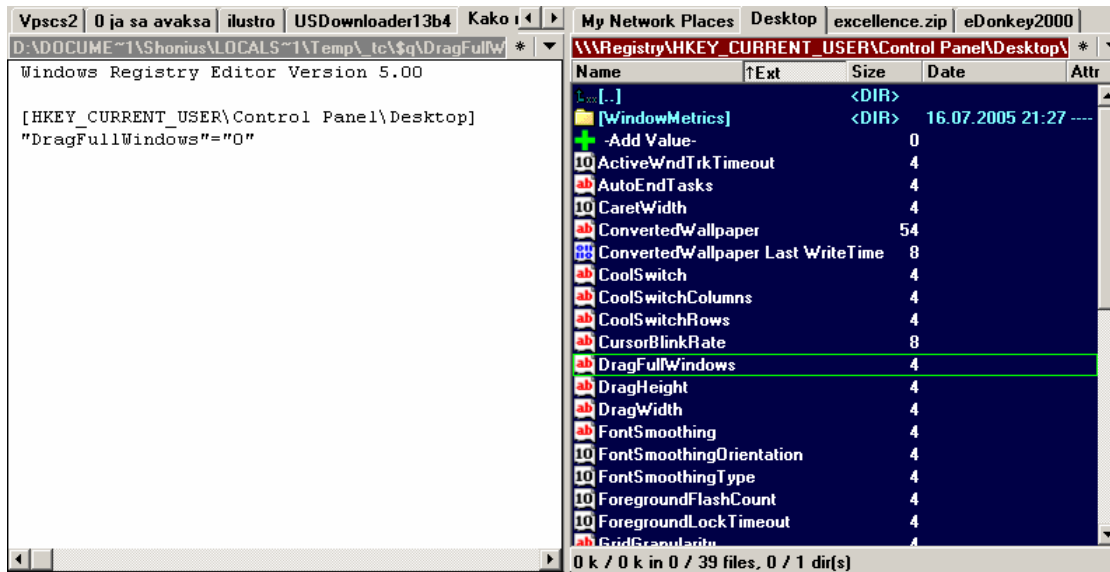 Vpscs2 0 ja sa avaksa ilustro USDownloader13b4 Kako
D:\DOCUME~1\Shonius\LOCALS~1\Temp\_tc\$q\DragFullW * ▼
Windows Registry Editor Version 5.00
[HKEY_CURRENT_USER\Control Panel\Desktop]
"DragFullWindows"="0"
My Network Places Desktop excellence.zip eDonkey2000
\\\Registry\HKEY_CURRENT_USER\Control Panel\Desktop\ *
Name ↑Ext Size Date Attr
[..] <DIR>
[WindowMetrics] <DIR> 16.07.2005 21:27 ----
-Add Value- 0
ActiveWndTrkTimeout 4
AutoEndTasks 4
CaretWidth 4
ConvertedWallpaper 54
ConvertedWallpaper Last WriteTime 8
CoolSwitch 4
CoolSwitchColumns 4
CoolSwitchRows 4
CursorBlinkRate 8
DragFullWindows 4
DragHeight 4
DragWidth 4
FontSmoothing 4
FontSmoothingOrientation 4
FontSmoothingType 4
ForegroundFlashCount 4
ForegroundLockTimeout 4
GridGranularity 4
0 k / 0 k in 0 / 39 files, 0 / 1 dir(s)